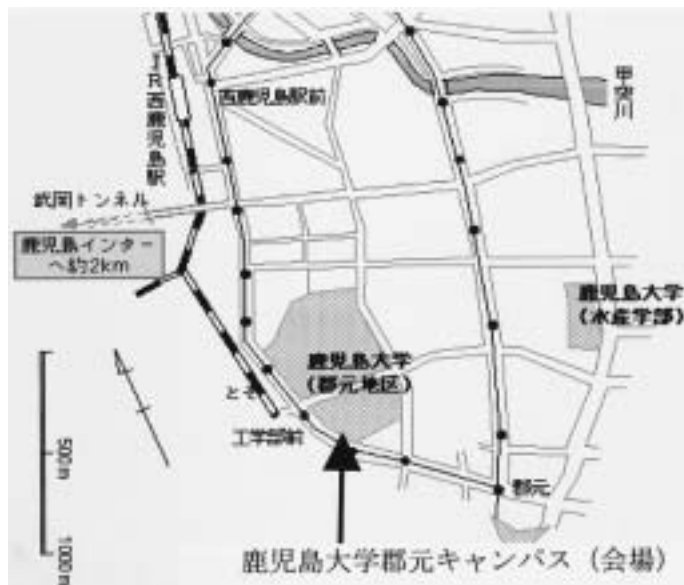 JR西鹿児島駅
西鹿児島駅前
甲突川
武岡トンネル
鹿児島インター
へ約2km
鹿児島大学
(水産学部)
鹿児島大学
(郡元地区)
とそ
工学部前
郡元
500m
1000m
鹿児島大学郡元キャンパス（会場）